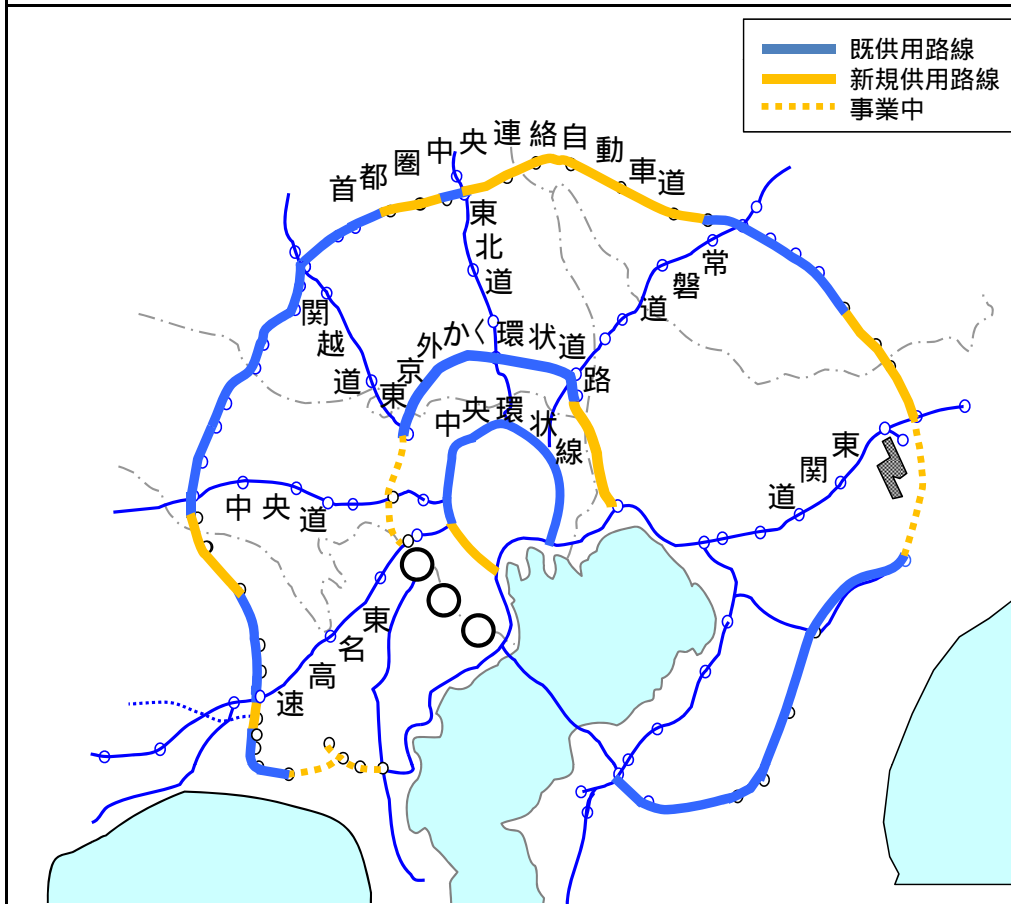 既供用路線
新規供用路線
事業中
首都圏中央連絡自動車道
東北道
常磐道
関越道
東京外かく環状道路
中央環状線
東関道
中央道
東名高速